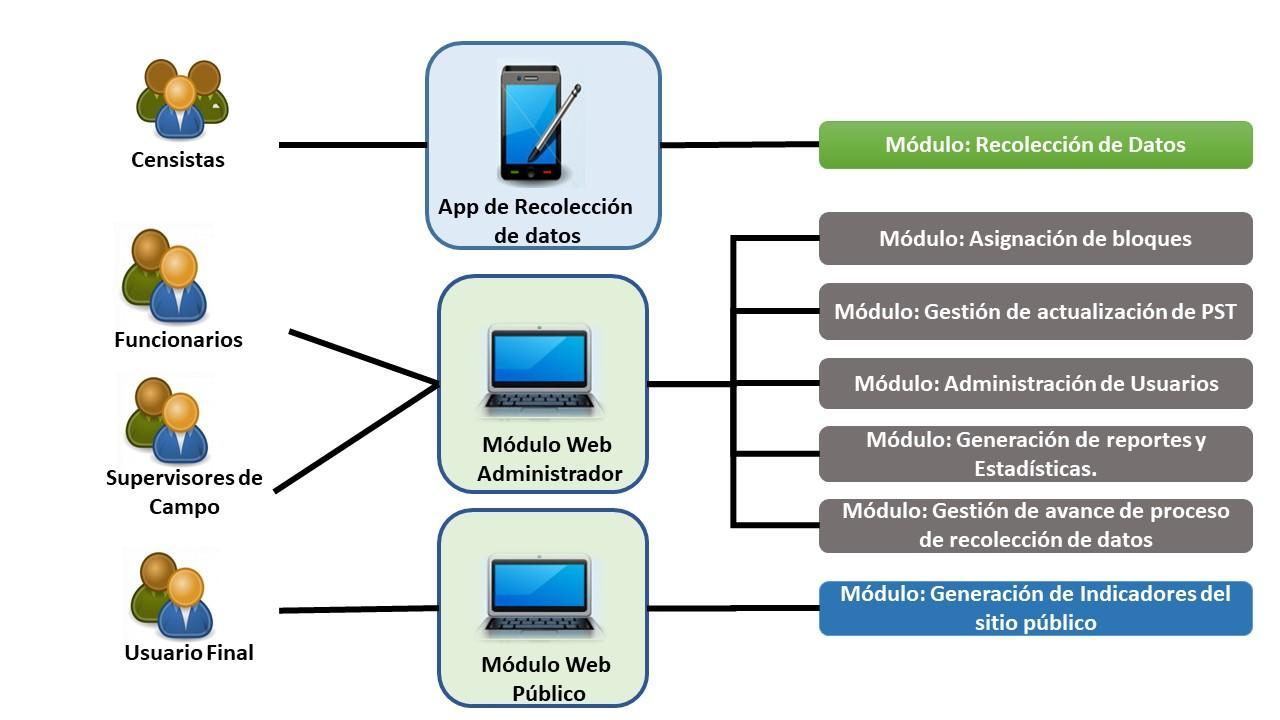 Censistas
App de Recolección
de datos
Módulo: Recolección de Datos
Funcionarios
Supervisores de
Campo
Módulo Web
Administrador
Módulo: Asignación de bloques
Módulo: Gestión de actualización de PST
Módulo: Administración de Usuarios
Módulo: Generación de reportes y
Estadísticas.
Módulo: Gestión de avance de proceso
de recolección de datos
Usuario Final
Módulo Web
Público
Módulo: Generación de Indicadores del
sitio público